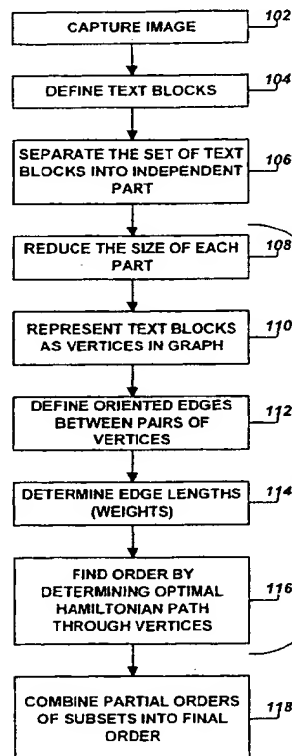 CAPTURE IMAGE
102
DEFINE TEXT BLOCKS
104
SEPARATE THE SET OF TEXT
BLOCKS INTO INDEPENDENT
PART
106
REDUCE THE SIZE OF EACH
PART
108
REPRESENT TEXT BLOCKS
AS VERTICES IN GRAPH
110
DEFINE ORIENTED EDGES
BETWEEN PAIRS OF
VERTICES
112
DETERMINE EDGE LENGTHS
(WEIGHTS)
114
FIND ORDER BY
DETERMINING OPTIMAL
HAMILTONIAN PATH
THROUGH VERTICES
116
COMBINE PARTIAL ORDERS
OF SUBSETS INTO FINAL
ORDER
118